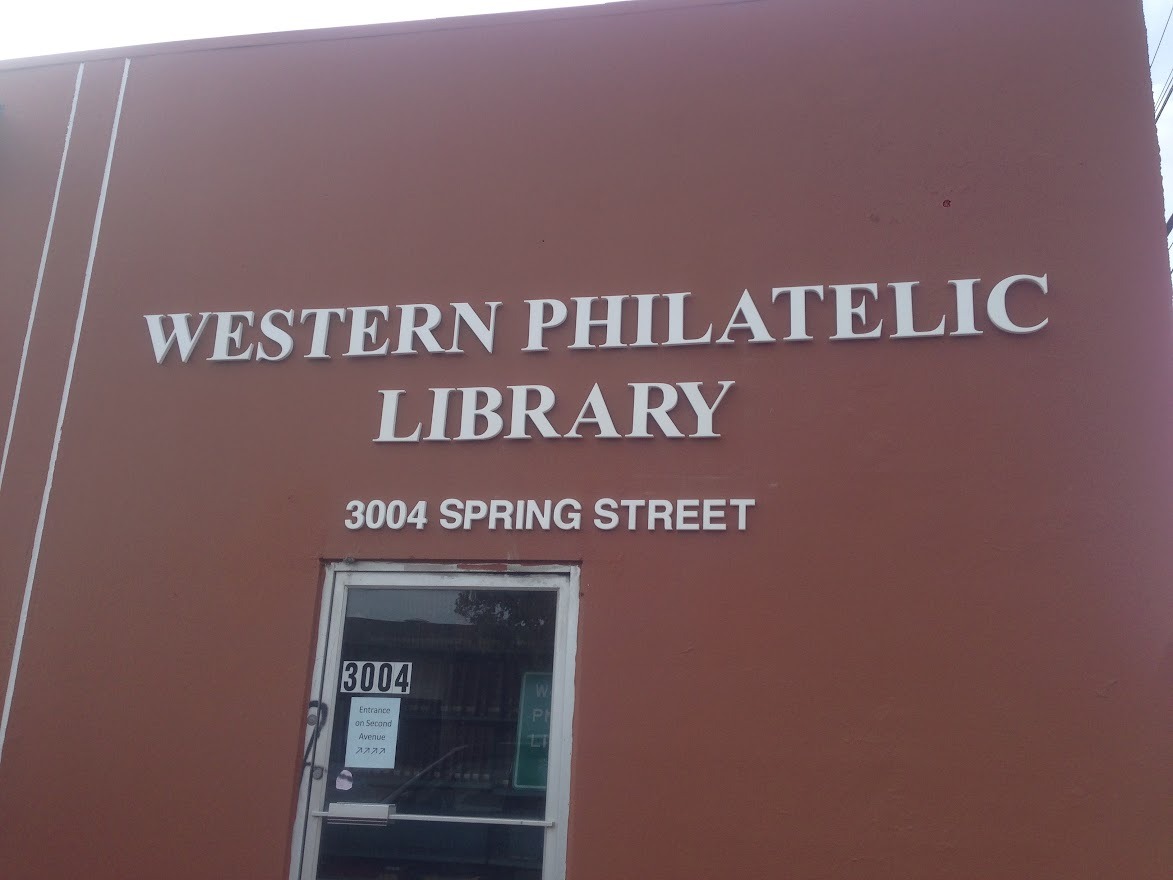 WESTERN PHILATELIC
LIBRARY
3004 SPRING STREET
3004
Entrance
on Second
Avenue
↗↗↗↗